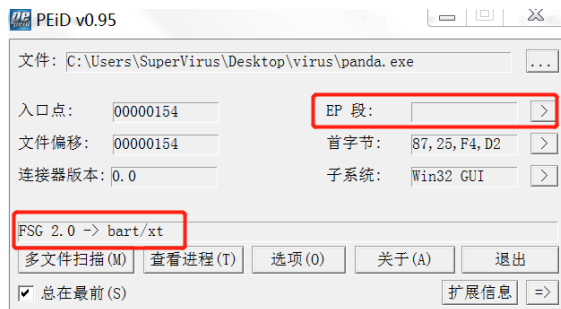 PEiD v0.95
文件: C:\Users\SuperVirus\Desktop\virus\panda.exe ...
入口点: 00000154 EP 段: >
文件偏移: 00000154 首字节: 87,25,F4,D2 >
连接器版本: 0.0 子系统: Win32 GUI >
FSG 2.0 -> bart/xt
多文件扫描(M) 查看进程(T) 选项(O) 关于(A) 退出
总在最前(S) 扩展信息 =>